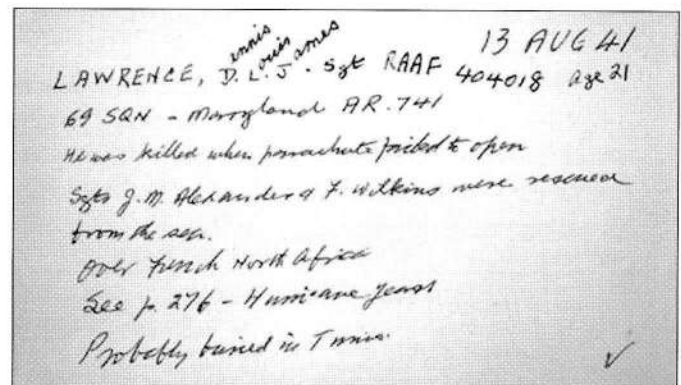 13 AUG 41
ennis ouis ames
LAWRENCE, D. L. J. Sgt RAAF 404018 age 21
69 SQN - Maryland AR.741
He was killed when parachute failed to open
Sgts J.M. Alexander & F. Wilkins were rescued
from the sea.
Over French North Africa
See p. 276 - Hurricane Years
Probably buried in Tunis.
✓